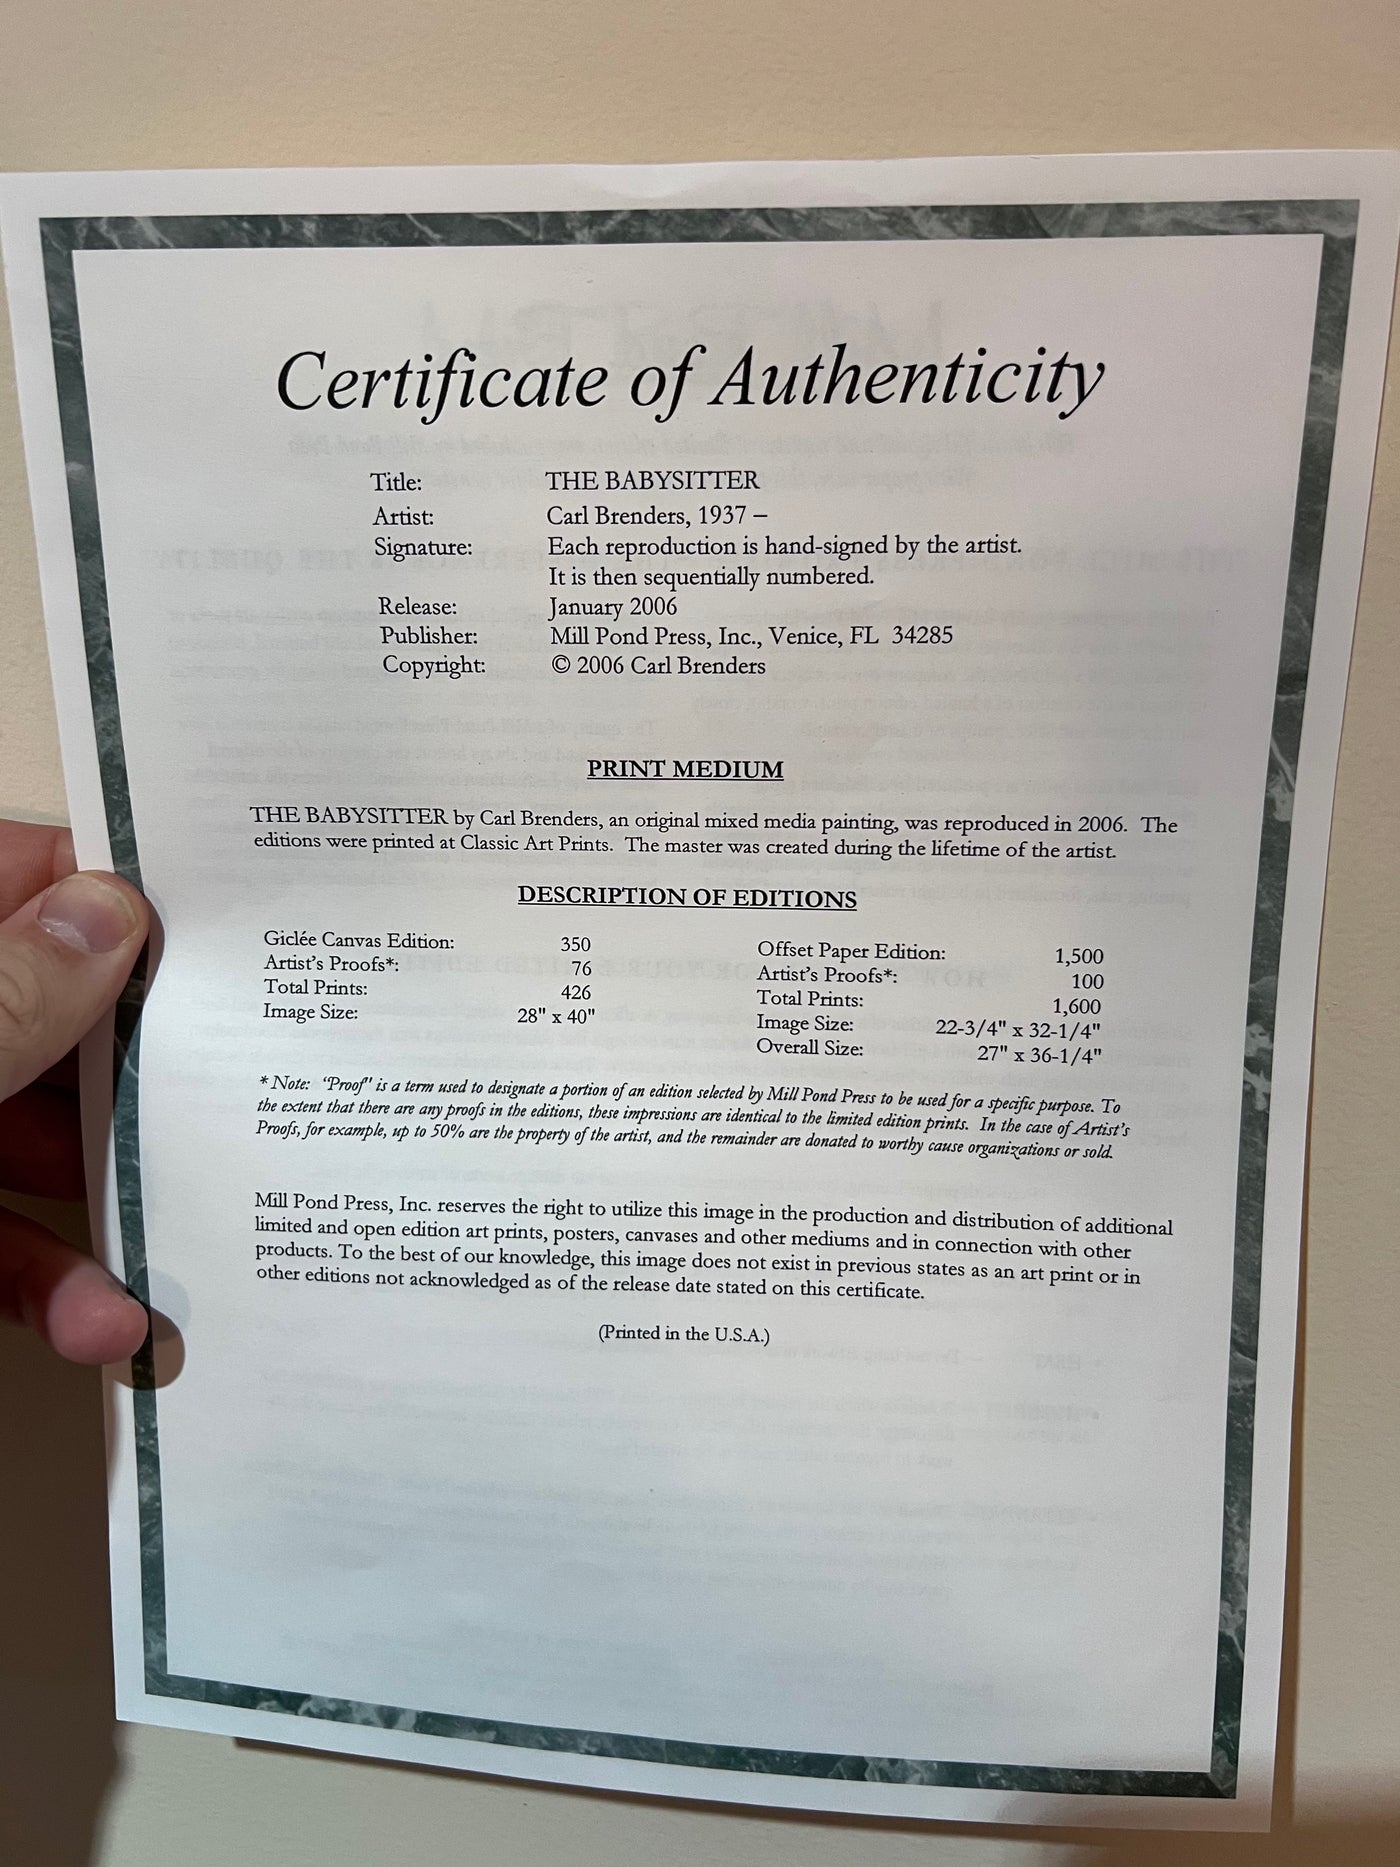 Certificate of Authenticity
Title: THE BABYSITTER
Artist: Carl Brenders, 1937 –
Signature: Each reproduction is hand-signed by the artist.
It is then sequentially numbered.
Release: January 2006
Publisher: Mill Pond Press, Inc., Venice, FL 34285
Copyright: © 2006 Carl Brenders
PRINT MEDIUM
THE BABYSITTER by Carl Brenders, an original mixed media painting, was reproduced in 2006. The
editions were printed at Classic Art Prints. The master was created during the lifetime of the artist.
DESCRIPTION OF EDITIONS
Giclée Canvas Edition: 350
Artist's Proofs*: 76
Total Prints: 426
Image Size: 28" x 40"
Offset Paper Edition: 1,500
Artist's Proofs*: 100
Total Prints: 1,600
Image Size: 22-3/4" x 32-1/4"
Overall Size: 27" x 36-1/4"
* Note: "Proof" is a term used to designate a portion of an edition selected by Mill Pond Press to be used for a specific purpose. To
the extent that there are any proofs in the editions, these impressions are identical to the limited edition prints. In the case of Artist's
Proofs, for example, up to 50% are the property of the artist, and the remainder are donated to worthy cause organizations or sold.
Mill Pond Press, Inc. reserves the right to utilize this image in the production and distribution of additional
limited and open edition art prints, posters, canvases and other mediums and in connection with other
products. To the best of our knowledge, this image does not exist in previous states as an art print or in
other editions not acknowledged as of the release date stated on this certificate.
(Printed in the U.S.A.)